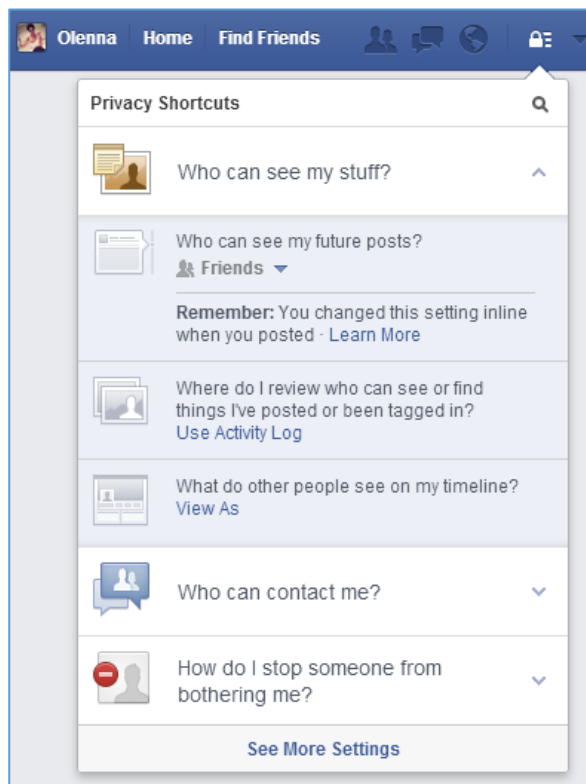 Olenna Home Find Friends
Privacy Shortcuts
Who can see my stuff?
Who can see my future posts?
Friends
Remember: You changed this setting inline
when you posted · Learn More
Where do I review who can see or find
things I've posted or been tagged in?
Use Activity Log
What do other people see on my timeline?
View As
Who can contact me?
How do I stop someone from
bothering me?
See More Settings